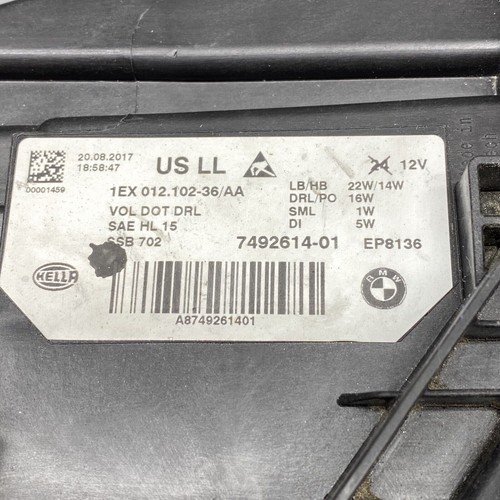 20.08.2017
18:58:47
00001459
US LL
24 12V
1EX 012.102-36/AA
LB/HB 22W/14W
VOL DOT DRL
DRL/PO 16W
SAE HL 15
SML 1W
SSB 702
DI 5W
7492614-01 EP8136
HELLA
BMW
A8749261401